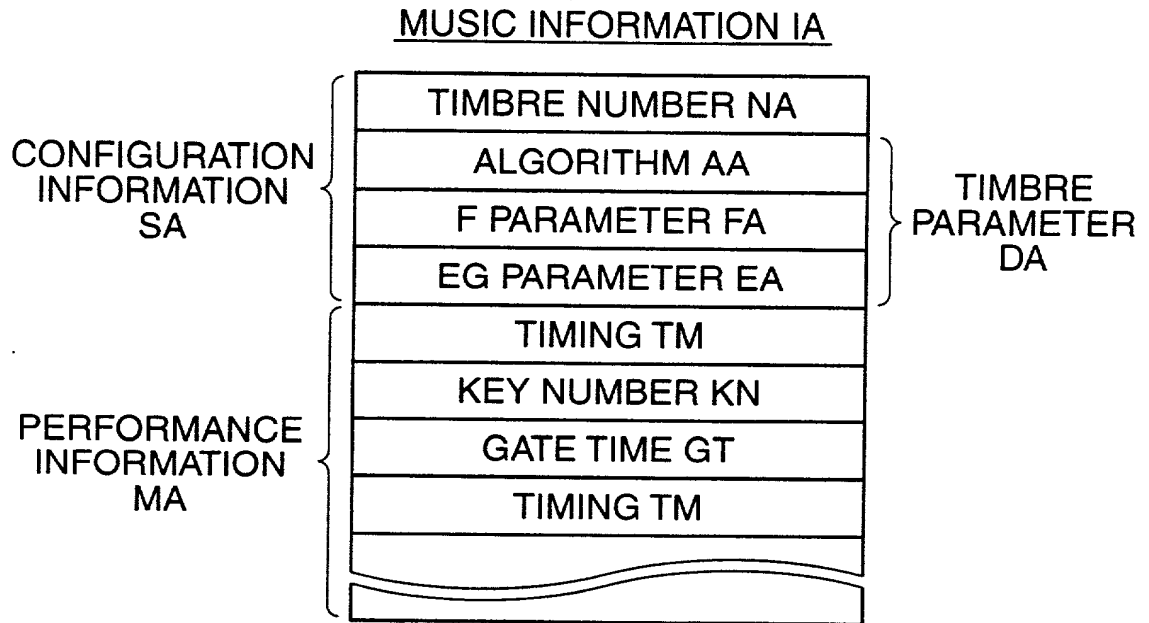 MUSIC INFORMATION IA
CONFIGURATION
INFORMATION
SA
TIMBRE NUMBER NA
ALGORITHM AA
F PARAMETER FA
EG PARAMETER EA
TIMBRE
PARAMETER
DA
PERFORMANCE
INFORMATION
MA
TIMING TM
KEY NUMBER KN
GATE TIME GT
TIMING TM